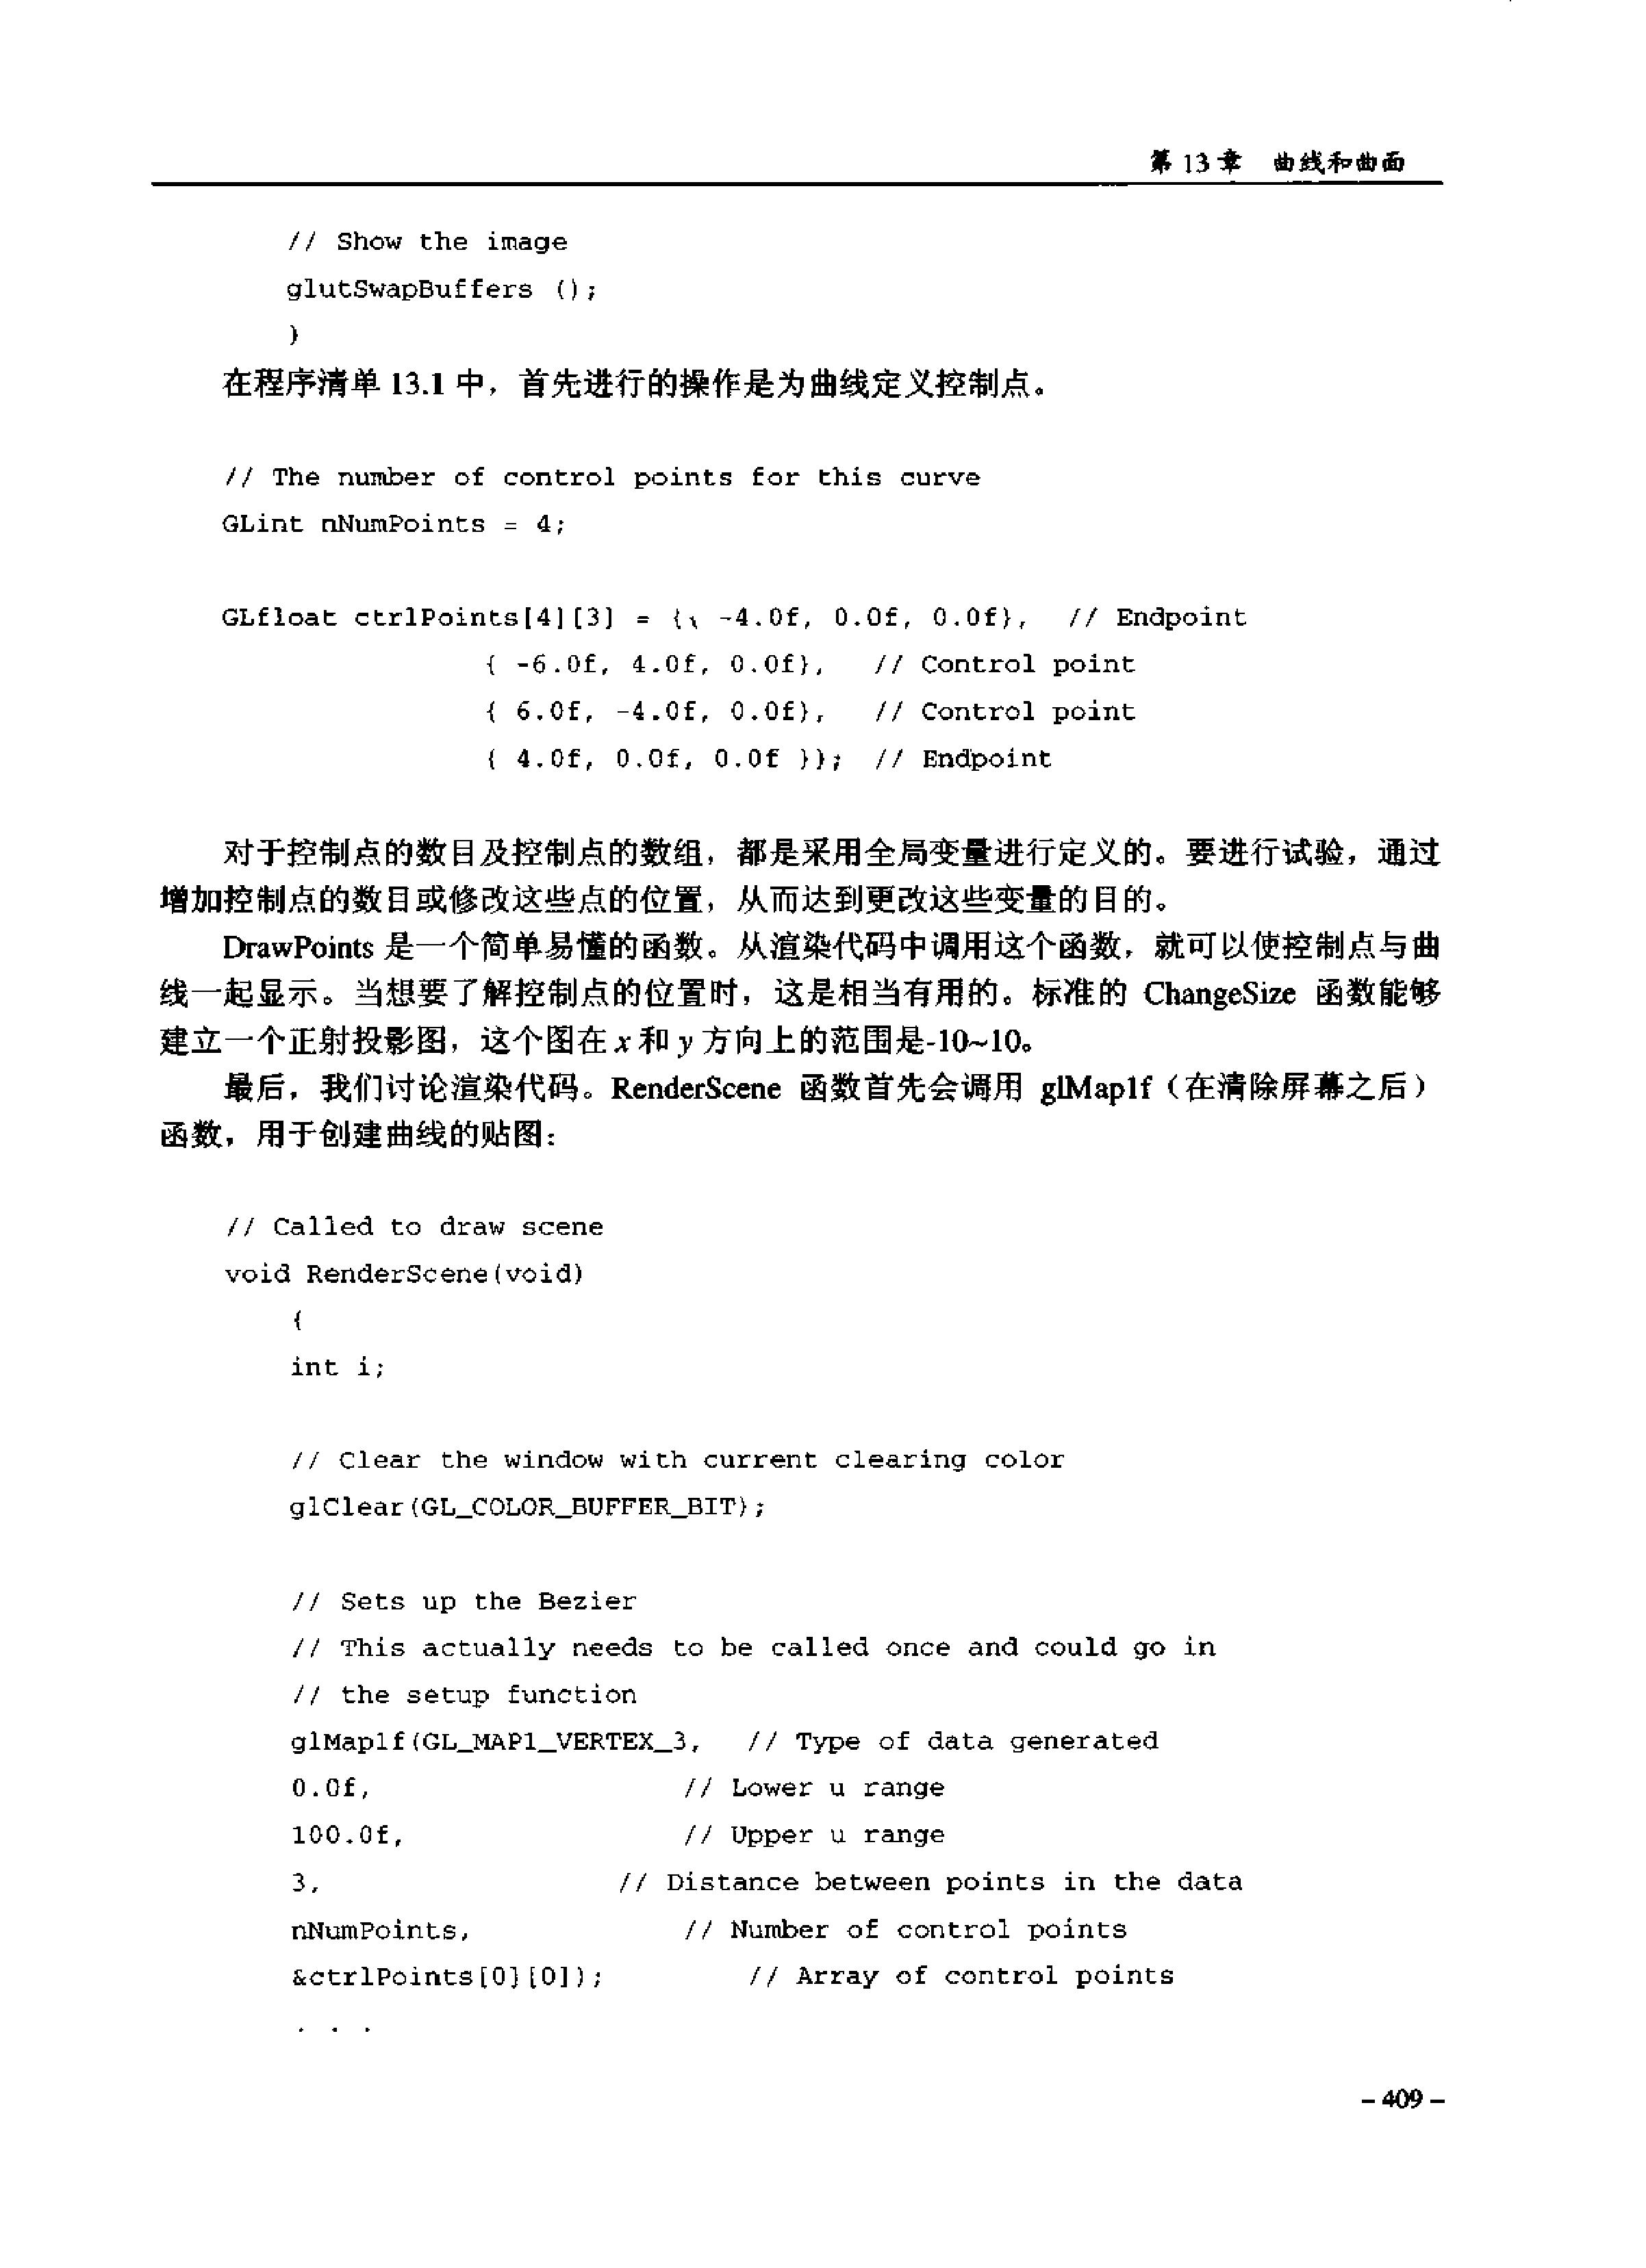 第 13 章 曲线和曲面
// Show the image
glutSwapBuffers ();
}
在程序清单 13.1 中，首先进行的操作是为曲线定义控制点。
// The number of control points for this curve
GLint nNumPoints = 4;
GLfloat ctrlPoints[4][3] = {{ -4.0f, 0.0f, 0.0f}, // Endpoint
{ -6.0f, 4.0f, 0.0f}, // Control point
{ 6.0f, -4.0f, 0.0f}, // Control point
{ 4.0f, 0.0f, 0.0f }}; // Endpoint
对于控制点的数目及控制点的数组，都是采用全局变量进行定义的。要进行试验，通过
增加控制点的数目或修改这些点的位置，从而达到更改这些变量的目的。
DrawPoints 是一个简单易懂的函数。从渲染代码中调用这个函数，就可以使控制点与曲
线一起显示。当想要了解控制点的位置时，这是相当有用的。标准的 ChangeSize 函数能够
建立一个正射投影图，这个图在 x 和 y 方向上的范围是-10~10。
最后，我们讨论渲染代码。RenderScene 函数首先会调用 glMap1f（在清除屏幕之后）
函数，用于创建曲线的贴图：
// Called to draw scene
void RenderScene(void)
{
int i;
// Clear the window with current clearing color
glClear(GL_COLOR_BUFFER_BIT);
// Sets up the Bezier
// This actually needs to be called once and could go in
// the setup function
glMap1f(GL_MAP1_VERTEX_3, // Type of data generated
0.0f, // Lower u range
100.0f, // Upper u range
3, // Distance between points in the data
nNumPoints, // Number of control points
&ctrlPoints[0][0]); // Array of control points
. . .
- 409 -